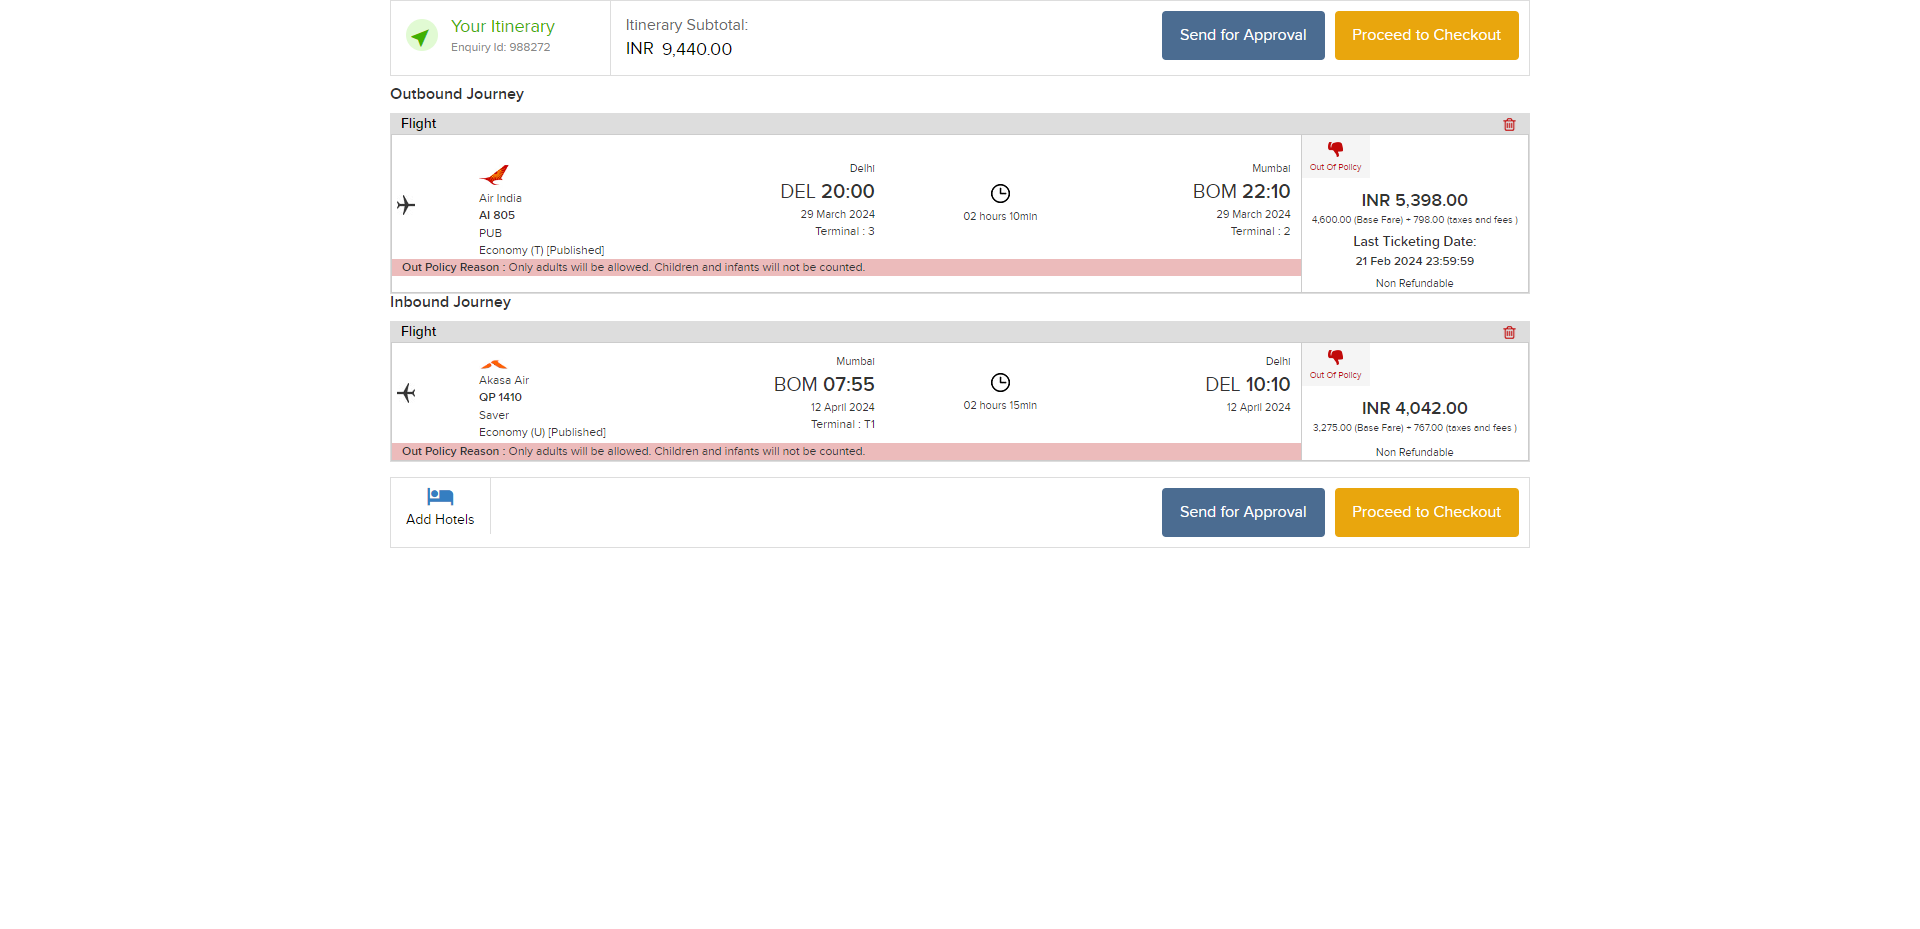 Your Itinerary
Enquiry Id: 988272
Itinerary Subtotal:
INR 9,440.00
Send for Approval
Proceed to Checkout
Outbound Journey
Flight
Air India
AI 805
PUB
Economy (T) [Published]
Delhi
DEL 20:00
29 March 2024
Terminal : 3
02 hours 10min
Mumbai
BOM 22:10
29 March 2024
Terminal : 2
Out Of Policy
INR 5,398.00
4,600.00 (Base Fare) + 798.00 (taxes and fees )
Last Ticketing Date:
21 Feb 2024 23:59:59
Non Refundable
Out Policy Reason : Only adults will be allowed. Children and infants will not be counted.
Inbound Journey
Flight
Akasa Air
QP 1410
Saver
Economy (U) [Published]
Mumbai
BOM 07:55
12 April 2024
Terminal : T1
02 hours 15min
Delhi
DEL 10:10
12 April 2024
Out Of Policy
INR 4,042.00
3,275.00 (Base Fare) + 767.00 (taxes and fees )
Non Refundable
Out Policy Reason : Only adults will be allowed. Children and infants will not be counted.
Add Hotels
Send for Approval
Proceed to Checkout